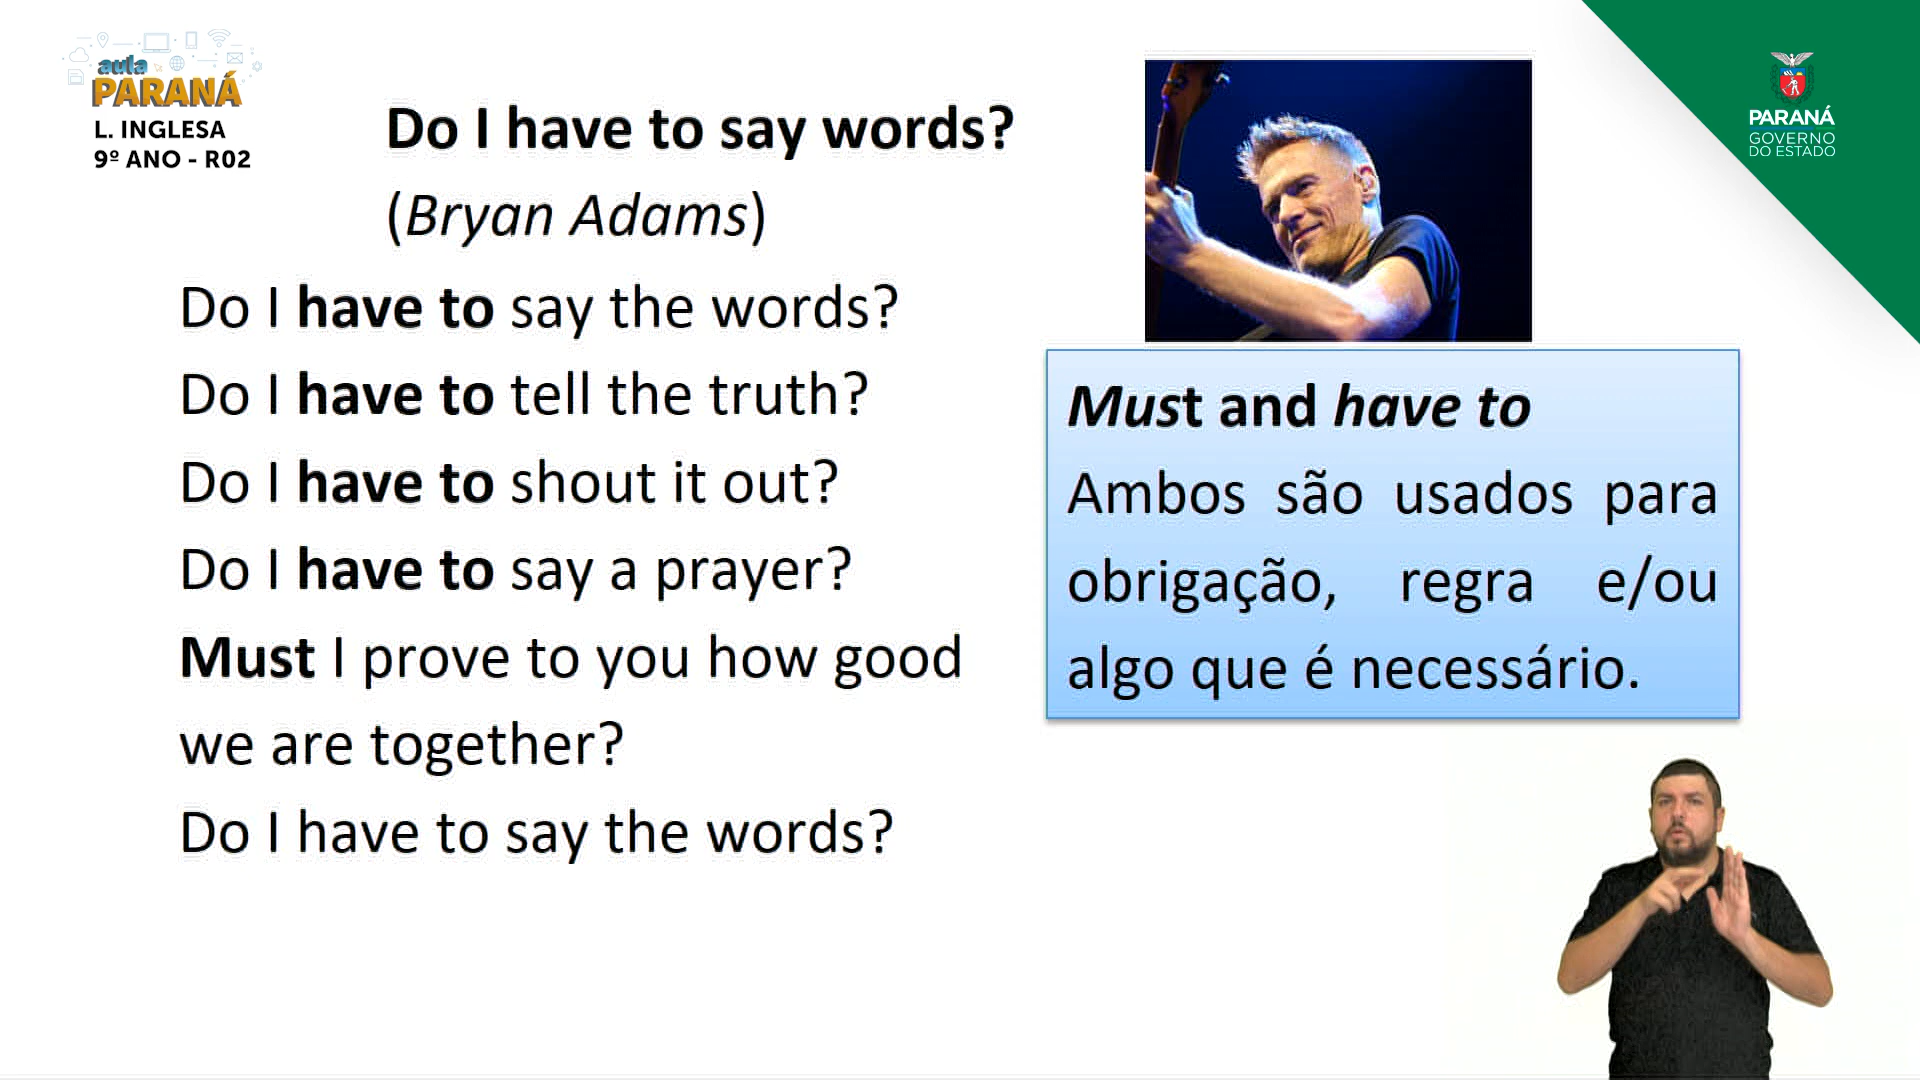 aula
PARANÁ
L. INGLESA
9º ANO - R02
Do I have to say words?
(Bryan Adams)
Do I have to say the words?
Do I have to tell the truth?
Do I have to shout it out?
Do I have to say a prayer?
Must I prove to you how good
we are together?
Do I have to say the words?
PARANÁ
GOVERNO
DO ESTADO
Must and have to
Ambos são usados para
obrigação, regra e/ou
algo que é necessário.